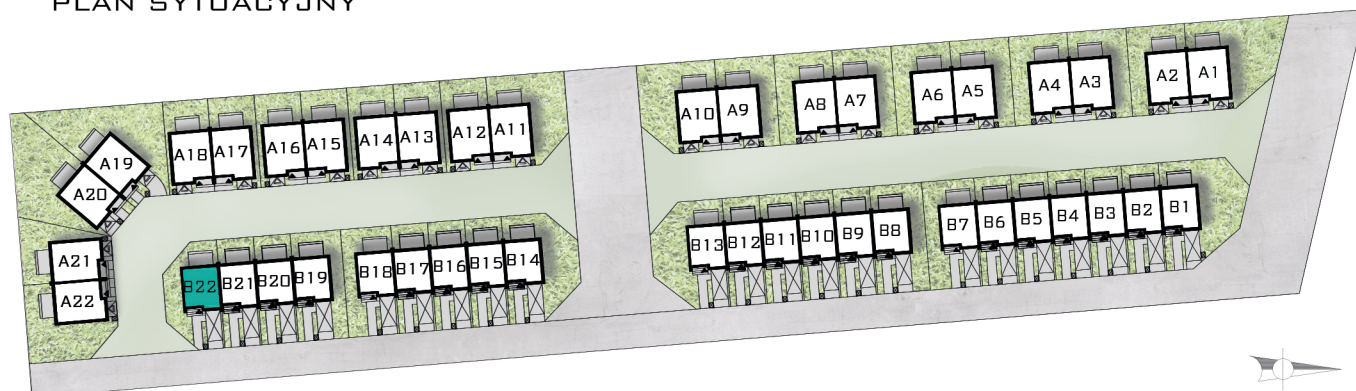 PLAN SYTUACYJNY
A10 A9 A8 A7 A6 A5 A4 A3 A2 A1
A18 A17 A16 A15 A14 A13 A12 A11
A19
A20
A21
A22
B13 B12 B11 B10 B9 B8 B7 B6 B5 B4 B3 B2 B1
B22 B21 B20 B19 B18 B17 B16 B15 B14